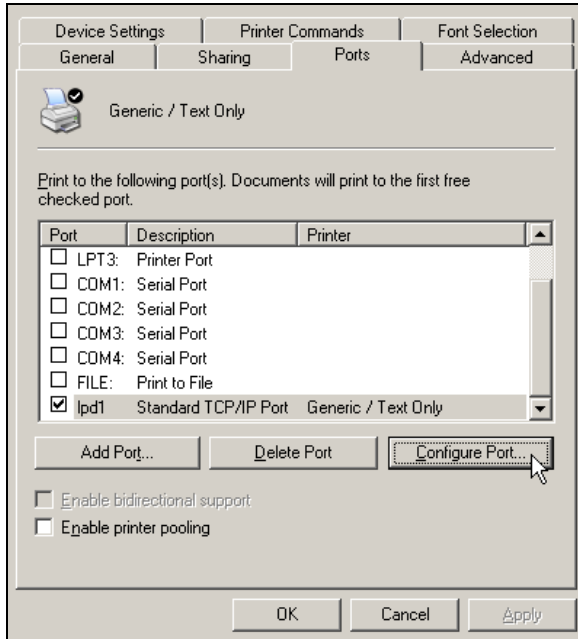 Device Settings Printer Commands Font Selection
General Sharing Ports Advanced
Generic / Text Only
Print to the following port(s). Documents will print to the first free
checked port.
Port Description Printer
LPT3: Printer Port
COM1: Serial Port
COM2: Serial Port
COM3: Serial Port
COM4: Serial Port
FILE: Print to File
lpd1 Standard TCP/IP Port Generic / Text Only
Add Port... Delete Port Configure Port...
Enable bidirectional support
Enable printer pooling
OK Cancel Apply